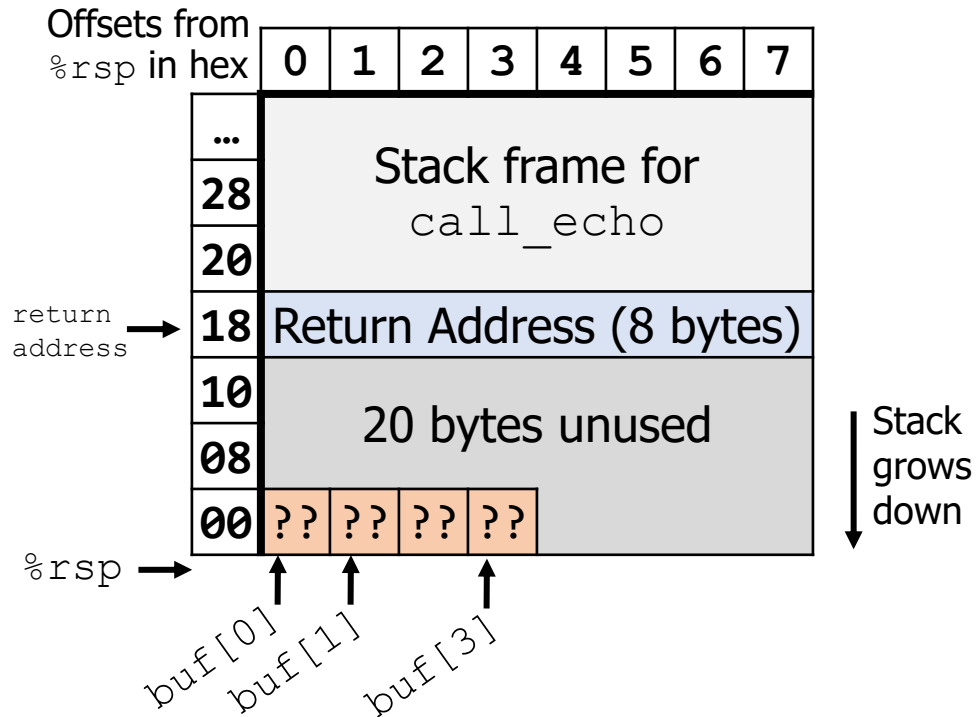 Offsets from
%rsp in hex 0 1 2 3 4 5 6 7
…
Stack frame for
28
call_echo
20
return
address
18 Return Address (8 bytes)
10
20 bytes unused
08
Stack
grows
down
00 ?? ?? ?? ??
%rsp
buf[0]
buf[1]
buf[3]